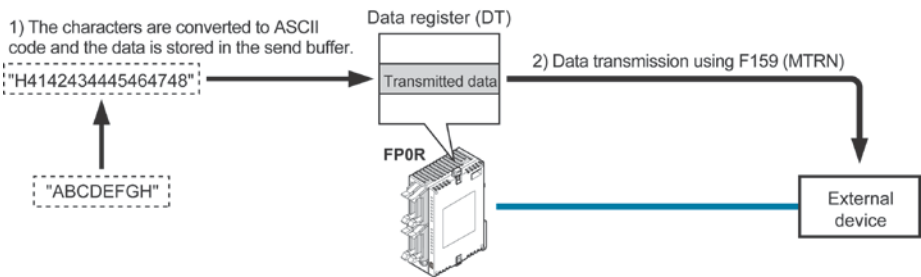 1) The characters are converted to ASCII
code and the data is stored in the send buffer.
Data register (DT)
"H4142434445464748"
Transmitted data
2) Data transmission using F159 (MTRN)
FP0R
"ABCDEFGH"
External
device